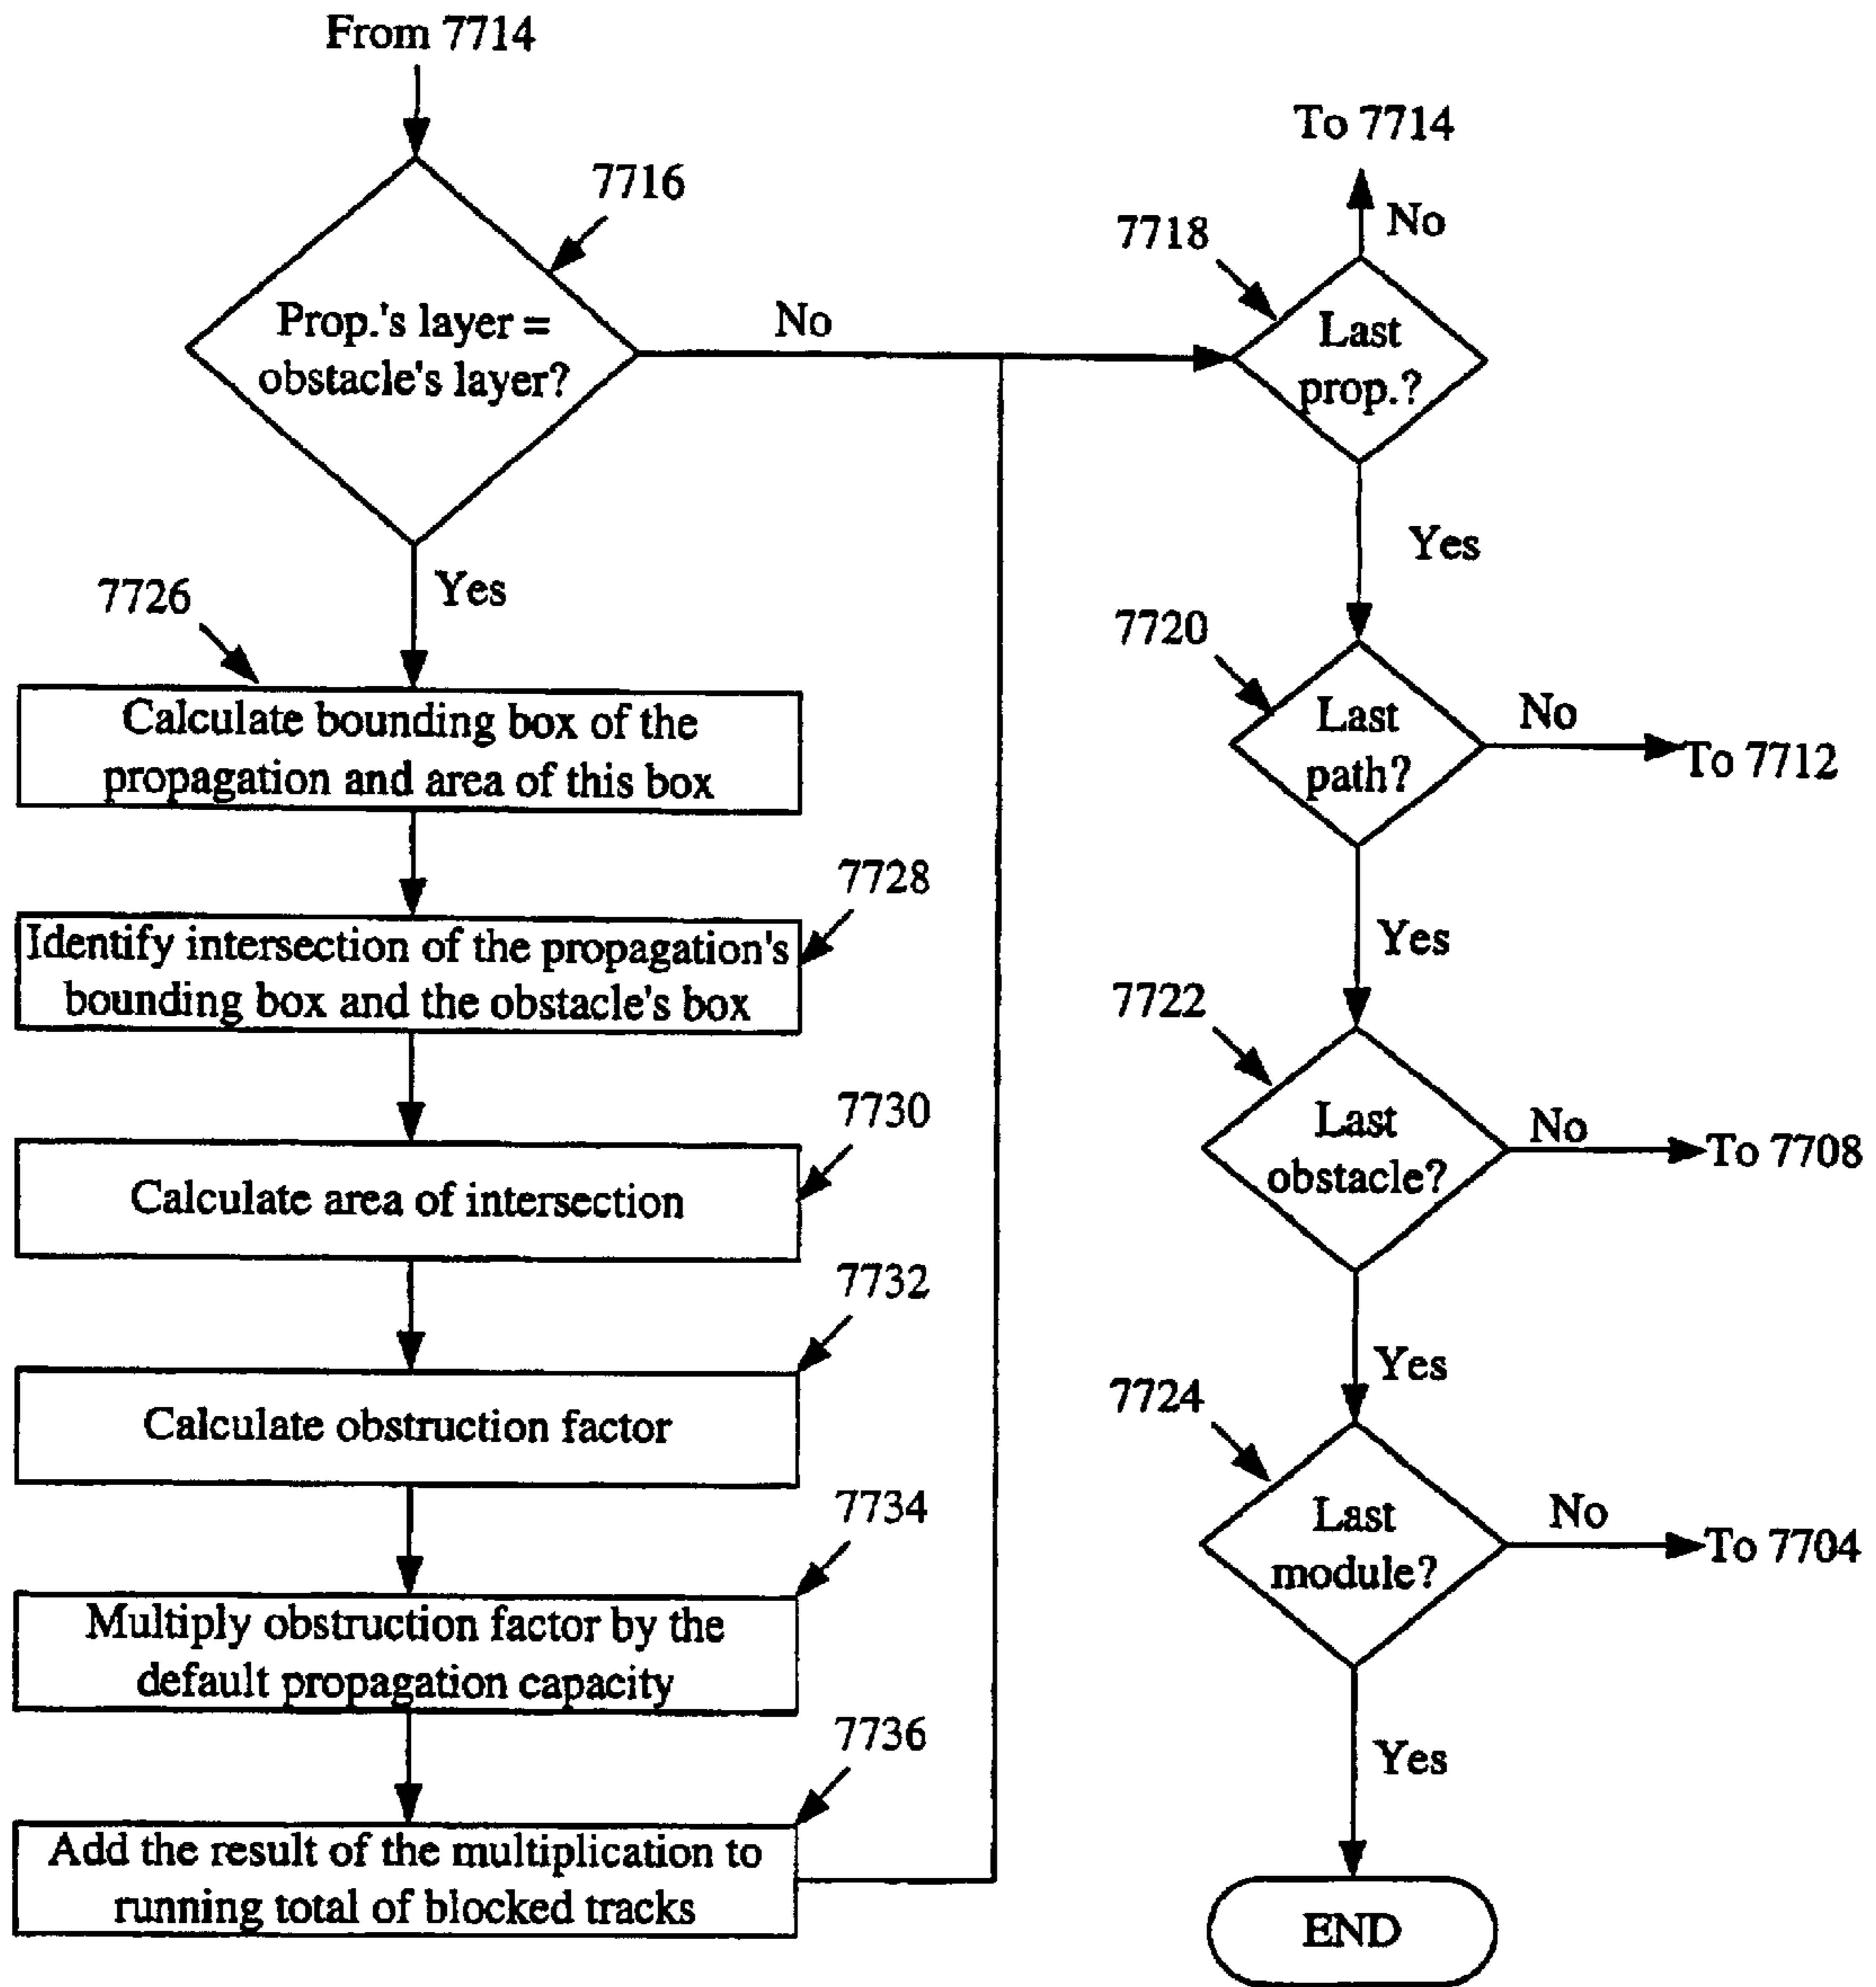 From 7714
7716
Prop.'s layer =
obstacle's layer?
No
Yes
7726
Calculate bounding box of the
propagation and area of this box
7728
Identify intersection of the propagation's
bounding box and the obstacle's box
7730
Calculate area of intersection
7732
Calculate obstruction factor
7734
Multiply obstruction factor by the
default propagation capacity
7736
Add the result of the multiplication to
running total of blocked tracks
To 7714
No
7718
Last
prop.?
Yes
7720
Last
path?
No
To 7712
Yes
7722
Last
obstacle?
No
To 7708
Yes
7724
Last
module?
No
To 7704
Yes
END